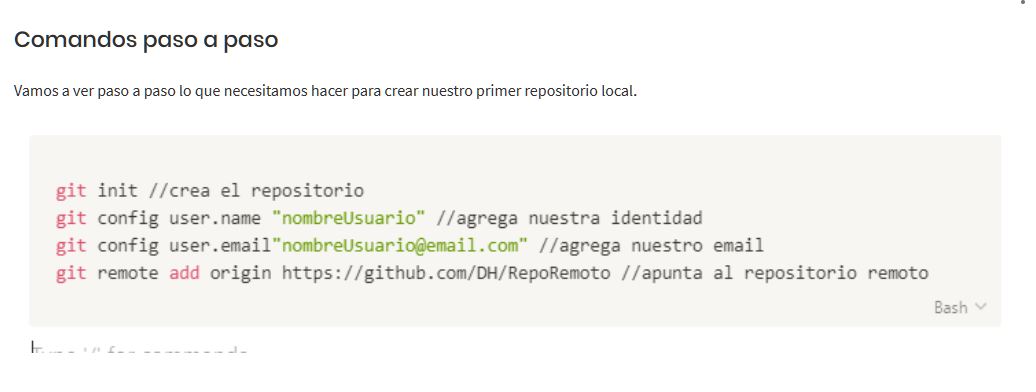 Comandos paso a paso
Vamos a ver paso a paso lo que necesitamos hacer para crear nuestro primer repositorio local.
git init //crea el repositorio
git config user.name "nombreUsuario" //agrega nuestra identidad
git config user.email"nombreUsuario@email.com" //agrega nuestro email
git remote add origin https://github.com/DH/RepoRemoto //apunta al repositorio remoto
Bash